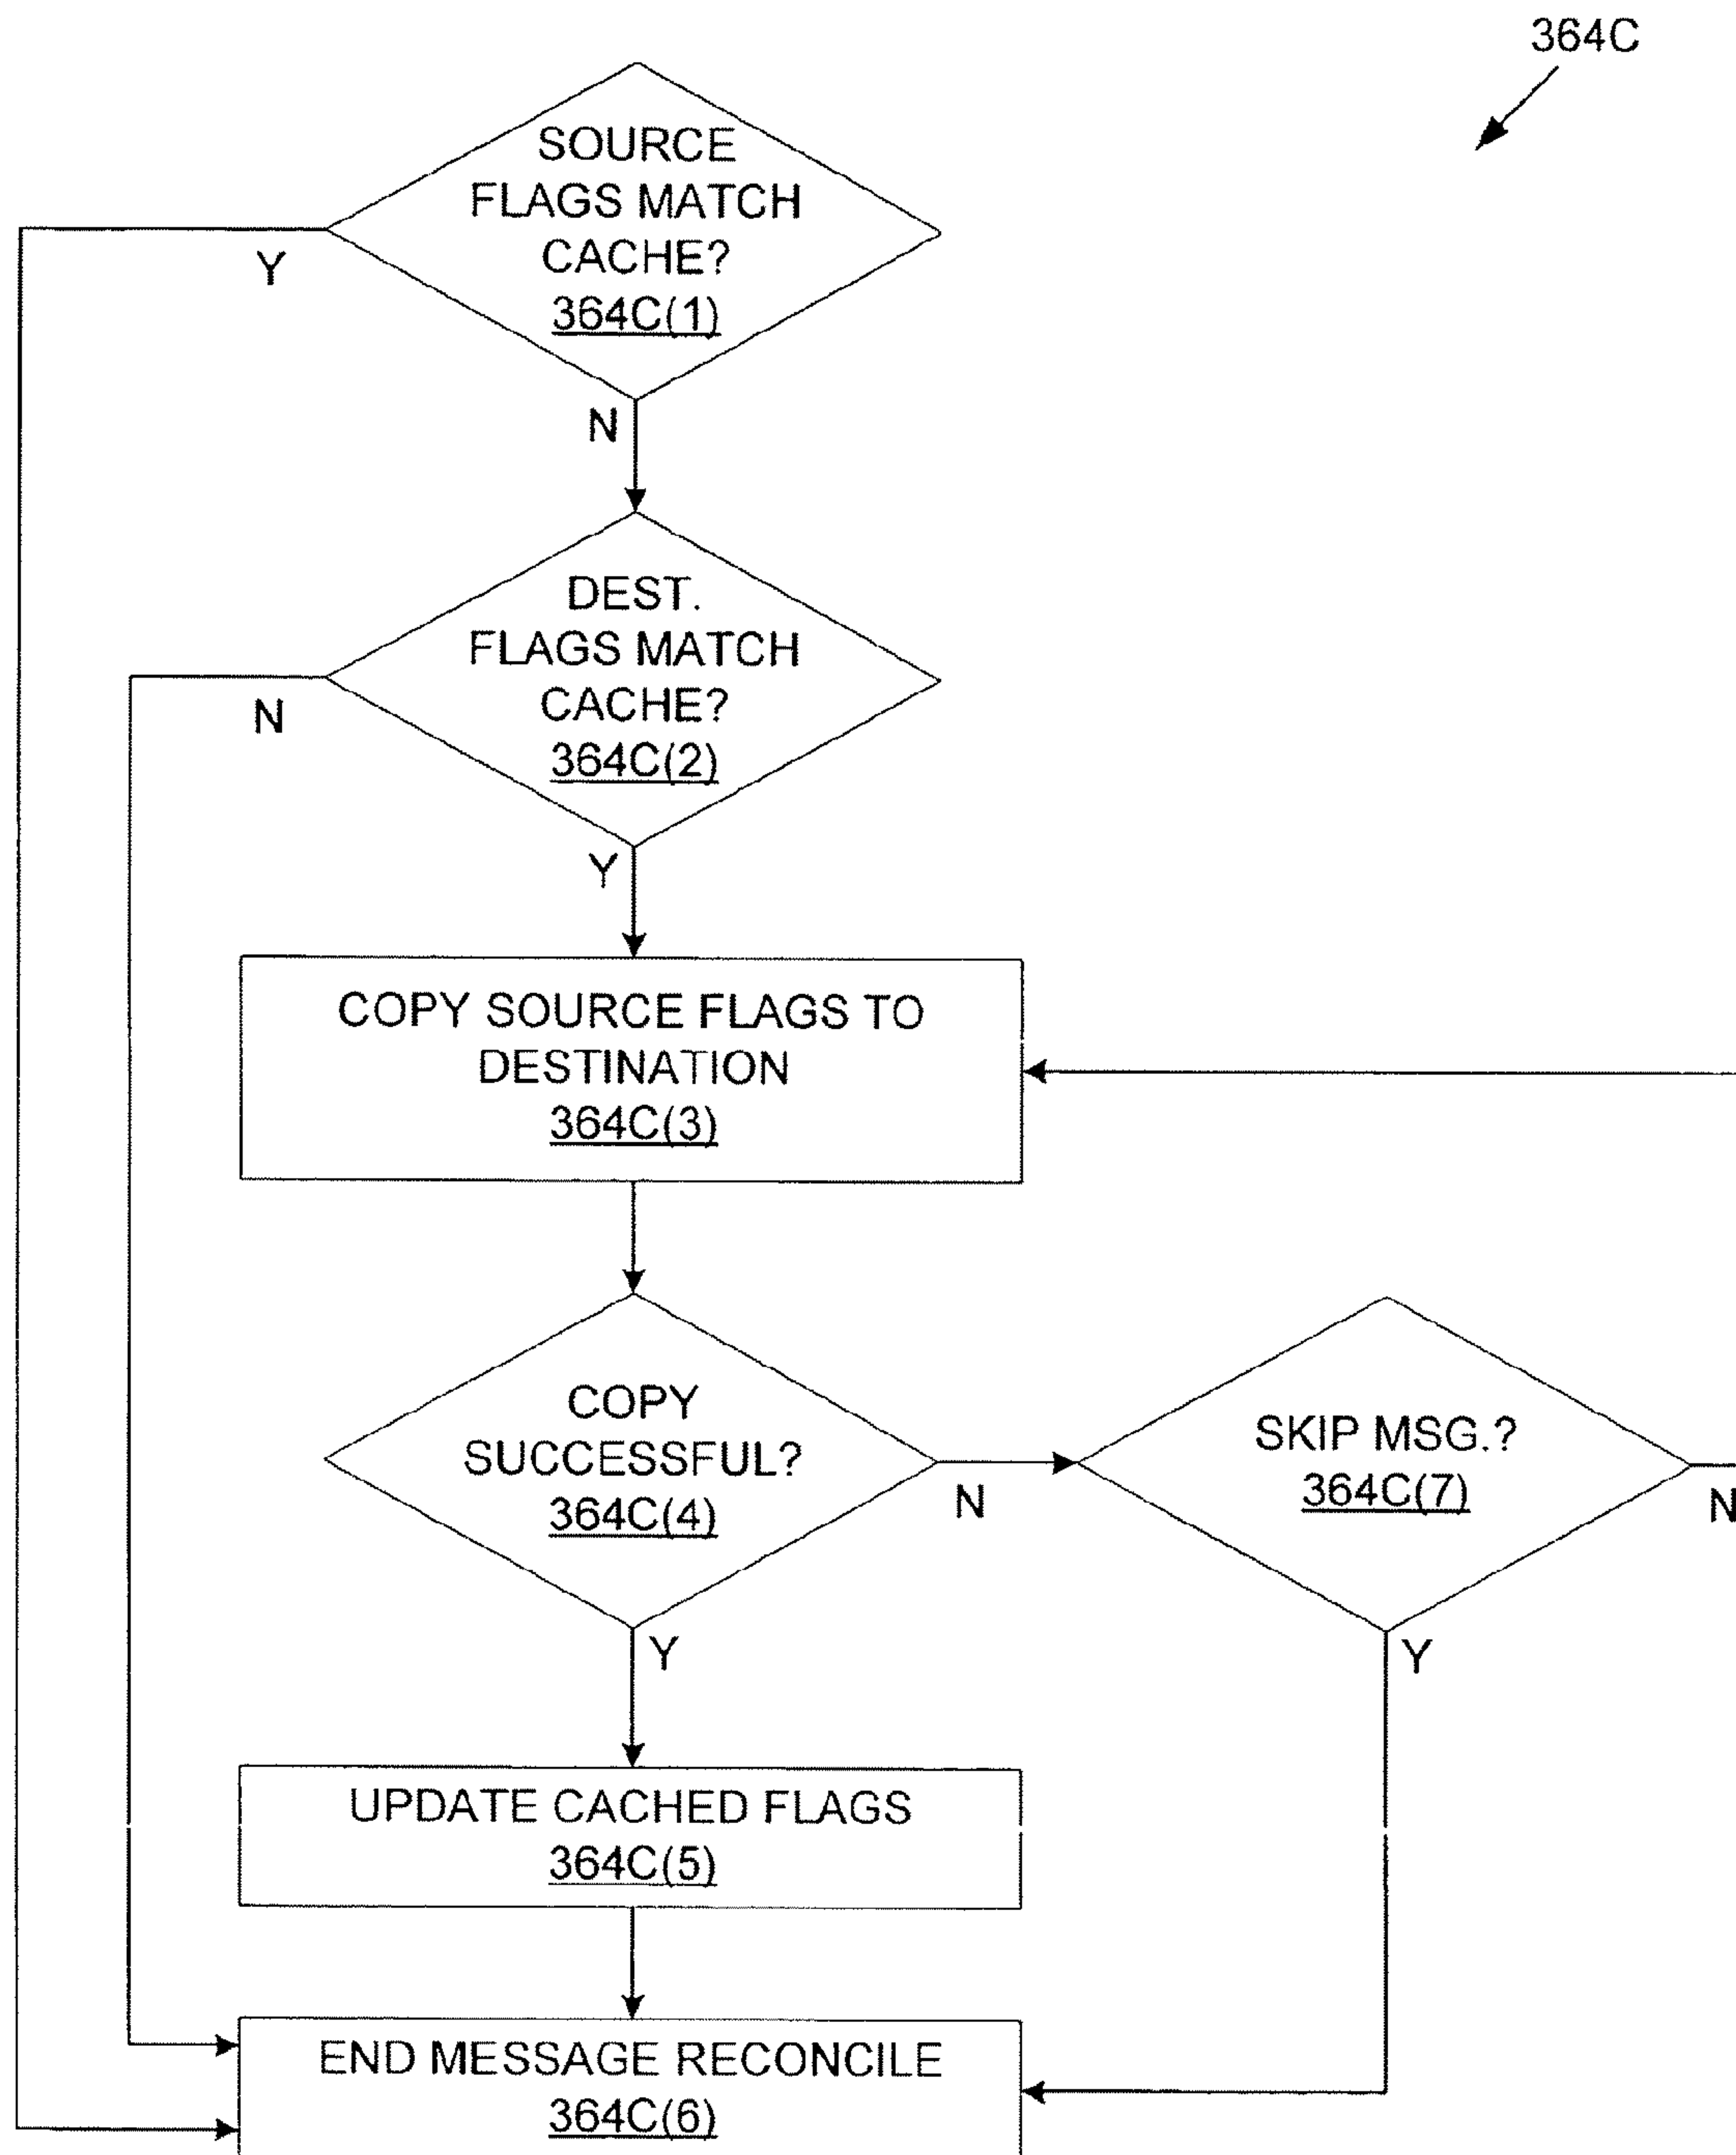 364C
SOURCE
FLAGS MATCH
CACHE?
364C(1)
Y
N
DEST.
FLAGS MATCH
CACHE?
364C(2)
N
Y
COPY SOURCE FLAGS TO
DESTINATION
364C(3)
COPY
SUCCESSFUL?
364C(4)
N
Y
SKIP MSG.?
364C(7)
N
Y
UPDATE CACHED FLAGS
364C(5)
END MESSAGE RECONCILE
364C(6)